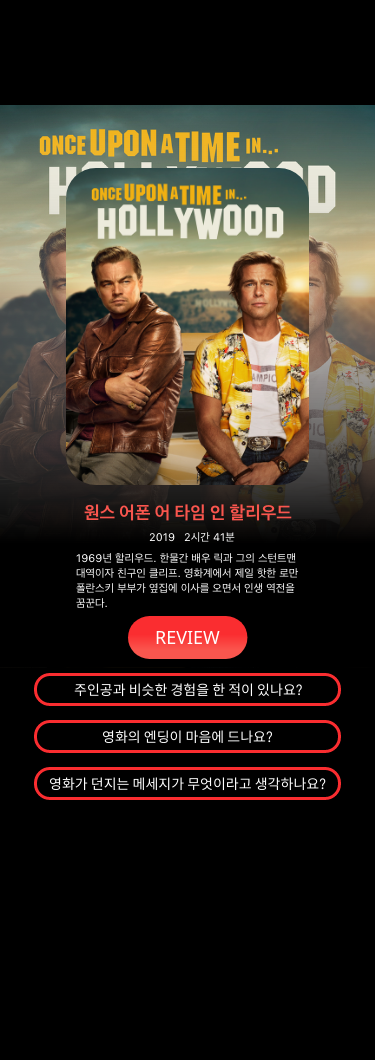 ONCE UPON A TIME IN...
HOLLYWOOD
ONCE UPON A TIME IN...
HOLLYWOOD
HOLLYWOOD
CHAMPION
원스 어폰 어 타임 인 할리우드
2019 2시간 41분
1969년 할리우드. 한물간 배우 릭과 그의 스턴트맨
대역이자 친구인 클리프. 영화계에서 제일 핫한 로만
폴란스키 부부가 옆집에 이사를 오면서 인생 역전을
꿈꾼다.
REVIEW
주인공과 비슷한 경험을 한 적이 있나요?
영화의 엔딩이 마음에 드나요?
영화가 던지는 메세지가 무엇이라고 생각하나요?